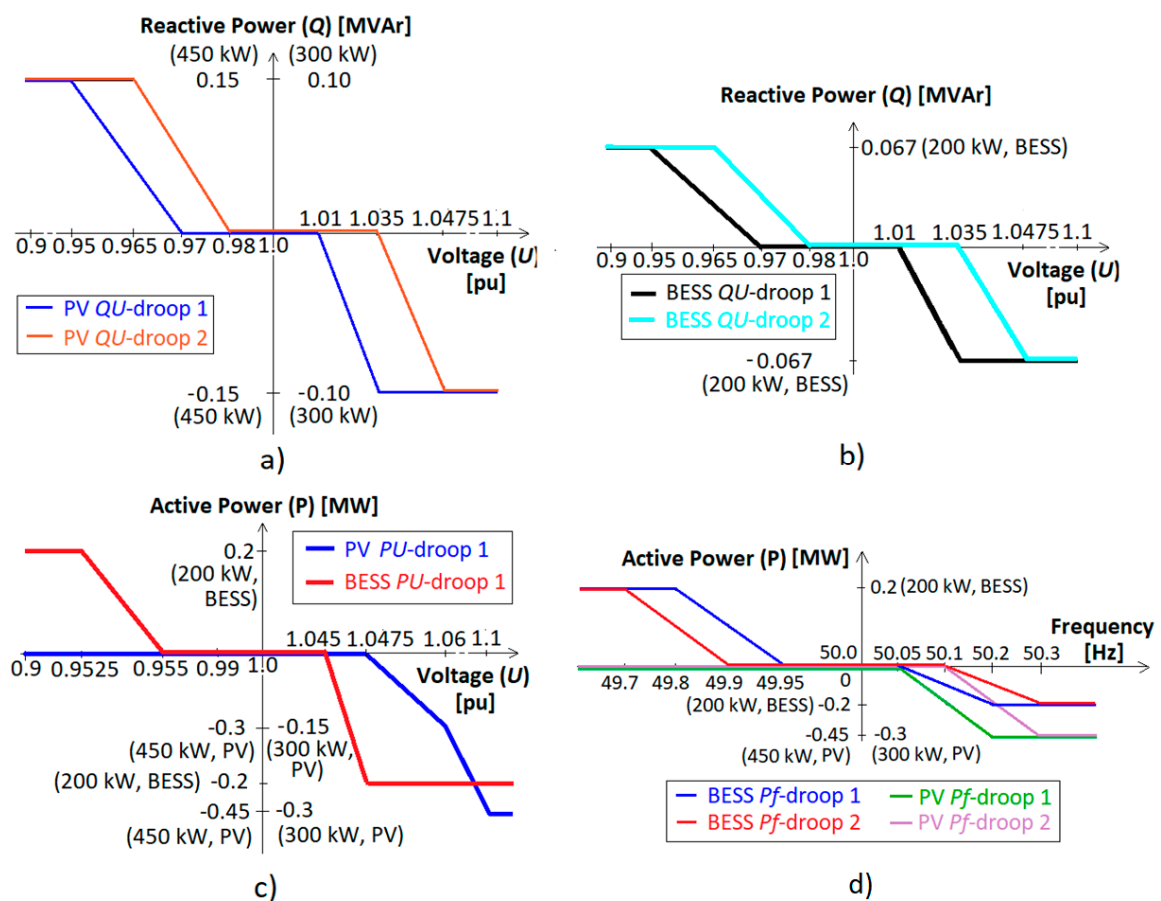 Reactive Power (Q) [MVAr]
(450 kW) (300 kW)
0.15 0.10
1.01 1.035 1.0475 1.1
0.9 0.95 0.965 0.97 0.981 1.0
Voltage (U)
[pu]
PV QU-droop 1
PV QU-droop 2
-0.15 -0.10
(450 kW) (300 kW)
a)
Reactive Power (Q) [MVAr]
0.067 (200 kW, BESS)
1.01 1.035 1.0475 1.1
0.9 0.95 0.965 0.97 0.98 1.0
Voltage (U)
[pu]
BESS QU-droop 1
BESS QU-droop 2
-0.067
(200 kW, BESS)
b)
Active Power (P) [MW]
0.2
(200 kW,
BESS)
PV PU-droop 1
BESS PU-droop 1
1.045 1.0475 1.06 1.1
0.9 0.9525 0.955 0.99 1.0
Voltage (U)
[pu]
-0.3 -0.15
(450 kW, PV) (300 kW,
PV)
(200 kW, BESS) -0.2
-0.45 -0.3
(450 kW, PV) (300 kW, PV)
c)
Active Power (P) [MW]
0.2 (200 kW, BESS)
Frequency
[Hz]
50.0 50.05 50.1 50.2 50.3
49.7 49.8 49.9 49.95 0
(200 kW, BESS) -0.2
-0.45 -0.3
(450 kW, PV) (300 kW, PV)
BESS Pf-droop 1 PV Pf-droop 1
BESS Pf-droop 2 PV Pf-droop 2
d)